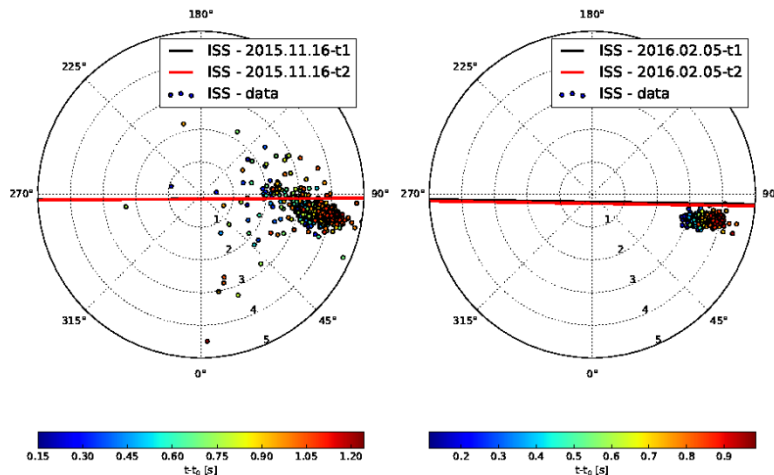 180°
ISS - 2015.11.16-t1
ISS - 2015.11.16-t2
ISS - data
225°
270°
90°
1
2
3
4
5
315°
45°
0°
0.15 0.30 0.45 0.60 0.75 0.90 1.05 1.20
t-t₀ [s]
180°
ISS - 2016.02.05-t1
ISS - 2016.02.05-t2
ISS - data
225°
270°
90°
1
2
3
4
5
315°
45°
0°
0.2 0.3 0.4 0.5 0.6 0.7 0.8 0.9
t-t₀ [s]